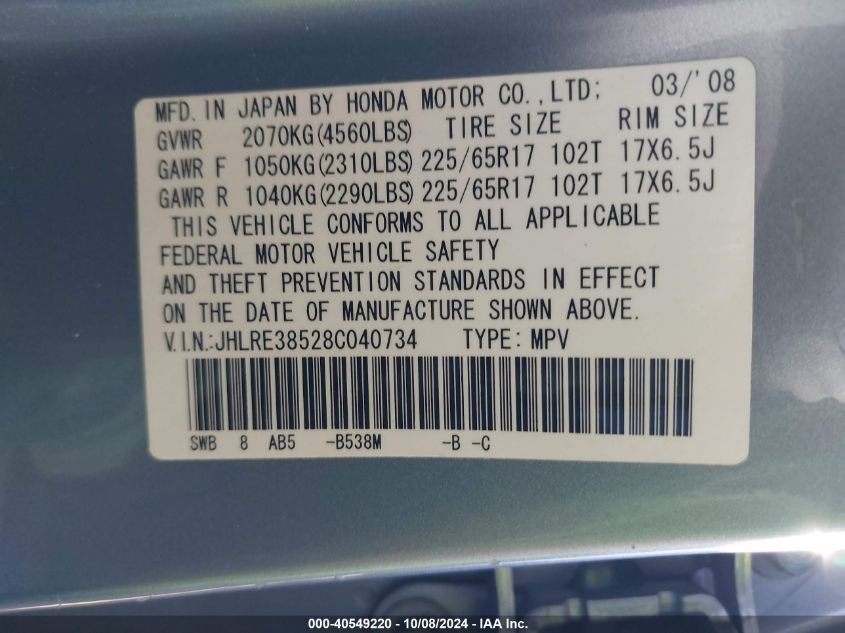 MFD. IN JAPAN BY HONDA MOTOR CO.,LTD; 03/'08
GVWR 2070KG(4560LBS) TIRE SIZE RIM SIZE
GAWR F 1050KG(2310LBS) 225/65R17 102T 17X6.5J
GAWR R 1040KG(2290LBS) 225/65R17 102T 17X6.5J
THIS VEHICLE CONFORMS TO ALL APPLICABLE
FEDERAL MOTOR VEHICLE SAFETY
AND THEFT PREVENTION STANDARDS IN EFFECT
ON THE DATE OF MANUFACTURE SHOWN ABOVE.
V.I.N.:JHLRE38528C040734 TYPE: MPV
SWB 8 AB5 -B538M -B -C
000-40549220 - 10/08/2024 - IAA Inc.